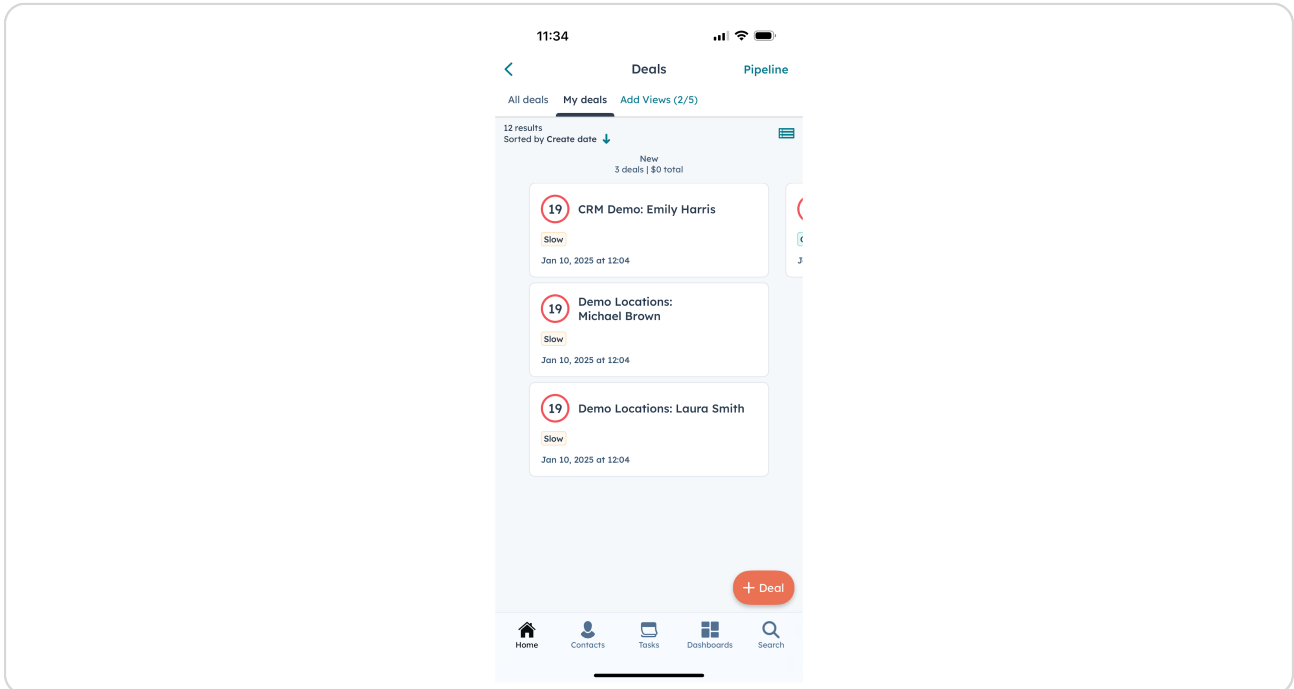 11:34
Deals
Pipeline
All deals
My deals
Add Views (2/5)
12 results
Sorted by Create date
New
3 deals | $0 total
19
CRM Demo: Emily Harris
Slow
Jan 10, 2025 at 12:04
19
Demo Locations:
Michael Brown
Slow
Jan 10, 2025 at 12:04
19
Demo Locations: Laura Smith
Slow
Jan 10, 2025 at 12:04
+ Deal
Home
Contacts
Tasks
Dashboards
Search